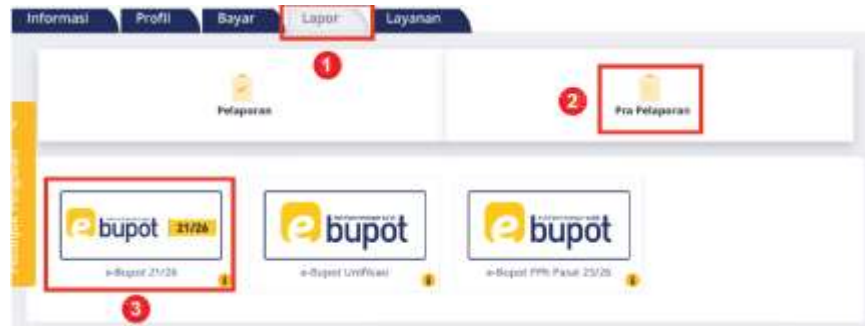 Informasi Profil Bayar Lapor Layanan
1
2
Pelaporan
Pra Pelaporan
e bupot 21/26
e bupot
e bupot
e-Bupot 21/26
e-Bupot Unifikasi
e-Bupot PPh Pasal 23/26
3